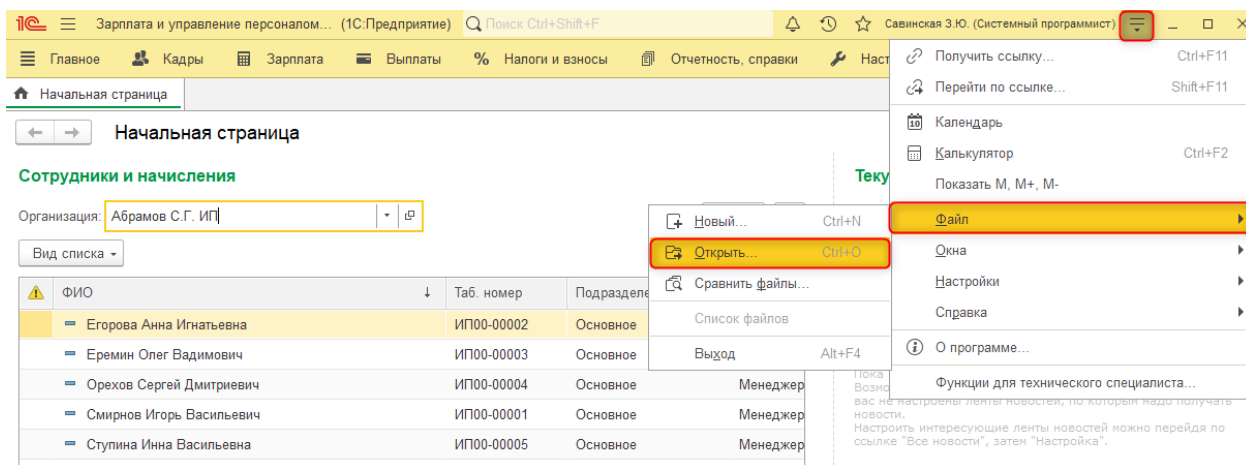 1С Зарплата и управление персоналом... (1С:Предприятие) Поиск Ctrl+Shift+F Савинская З.Ю. (Системный программист)
Главное Кадры Зарплата Выплаты % Налоги и взносы Отчетность, справки Наст
Начальная страница
Начальная страница
Сотрудники и начисления
Теку
Организация: Абрамов С.Г. ИП
Вид списка
ФИО ↓ Таб. номер Подразделе
Егорова Анна Игнатьевна ИП00-00002 Основное
Еремин Олег Вадимович ИП00-00003 Основное
Орехов Сергей Дмитриевич ИП00-00004 Основное Менеджер
Смирнов Игорь Васильевич ИП00-00001 Основное Менеджер
Ступина Инна Васильевна ИП00-00005 Основное Менеджер
Получить ссылку... Ctrl+F11
Перейти по ссылке... Shift+F11
10 Календарь
Калькулятор Ctrl+F2
Показать M, M+, M-
Файл
Окна
Настройки
Справка
О программе...
Функции для технического специалиста...
Новый... Ctrl+N
Открыть... Ctrl+O
Сравнить файлы...
Список файлов
Выход Alt+F4
Пока
Возмо
вас не настроены ленты новостей, по которым надо получать
новости.
Настроить интересующие ленты новостей можно перейдя по
ссылке "Все новости", затем "Настройка".